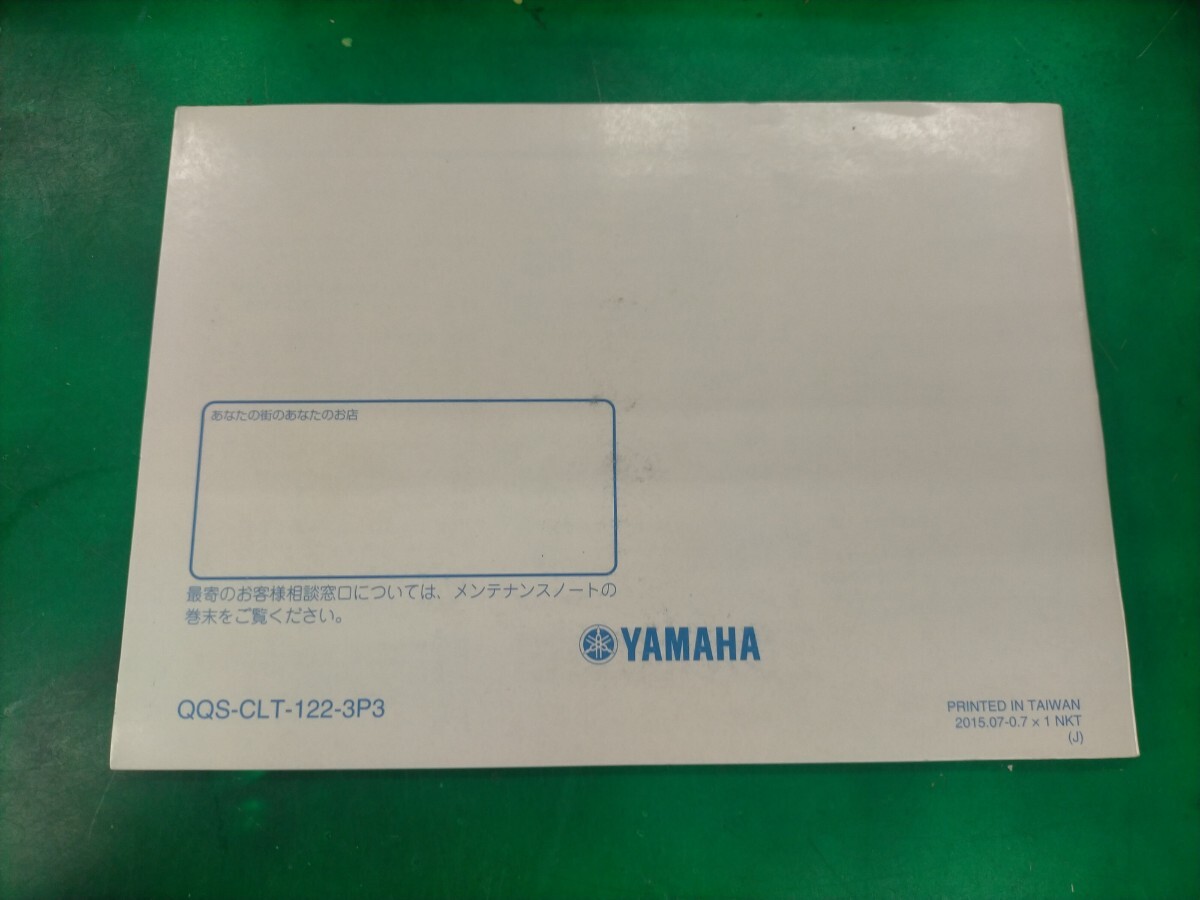 あなたの街のあなたのお店
最寄のお客様相談窓口については、メンテナンスノートの
巻末をご覧ください。
YAMAHA
QQS-CLT-122-3P3
PRINTED IN TAIWAN
2015.07-0.7 × 1 NKT
(J)